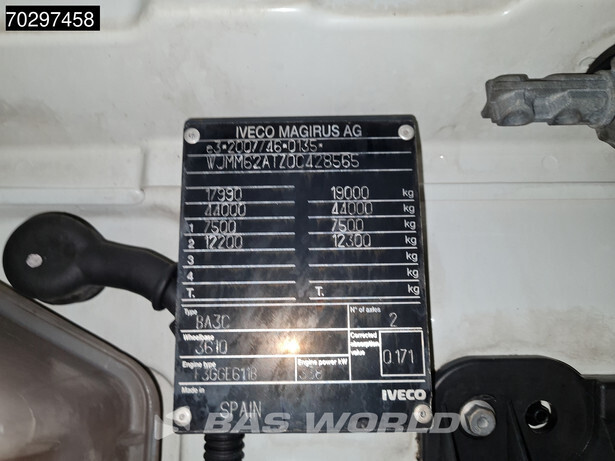 70297458
IVECO MAGIRUS AG
e3*2007/46*0135*
WJMM62ATZ0C428565
17990 19000 kg
44000 44000 kg
1 7500 7500 kg
2 12200 12300 kg
3 kg
4 kg
T. T. kg
Type BA3C N° of axles 2
Wheelbase 3610 Corrected absorption value 0.171
Engine type F3GGE611B Engine power kW
Made in SPAIN IVECO
BAS WORLD